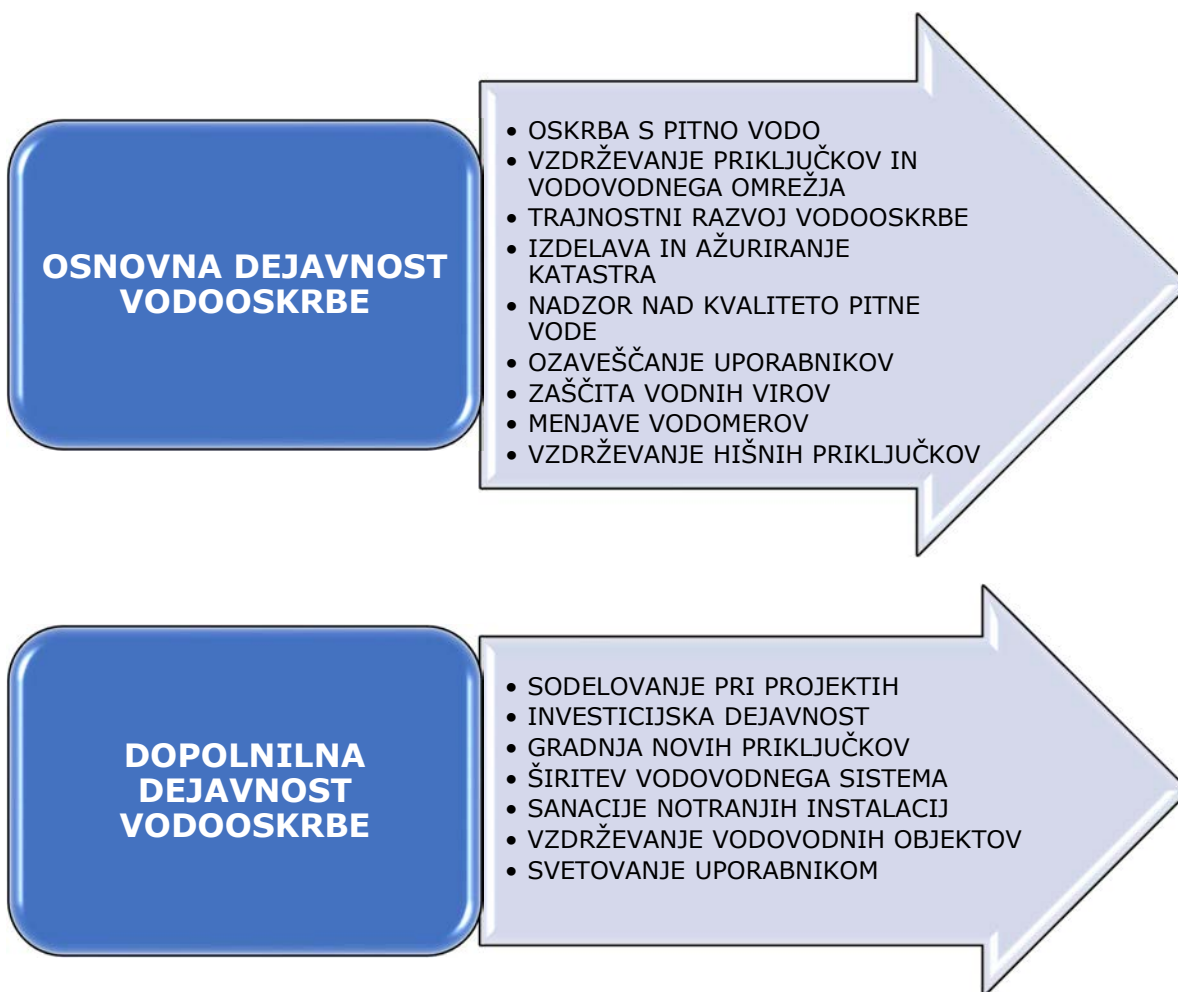 OSNOVNA DEJAVNOST
VODOOSKRBE
• OSKRBA S PITNO VODO
• VZDRŽEVANJE PRIKLJUČKOV IN
VODOVODNEGA OMREŽJA
• TRAJNOSTNI RAZVOJ VODOOSKRBE
• IZDELAVA IN AŽURIRANJE
KATASTRA
• NADZOR NAD KVALITETO PITNE
VODE
• OZAVEŠČANJE UPORABNIKOV
• ZAŠČITA VODNIH VIROV
• MENJAVE VODOMEROV
• VZDRŽEVANJE HIŠNIH PRIKLJUČKOV
DOPOLNILNA
DEJAVNOST
VODOOSKRBE
• SODELOVANJE PRI PROJEKTIH
• INVESTICIJSKA DEJAVNOST
• GRADNJA NOVIH PRIKLJUČKOV
• ŠIRITEV VODOVODNEGA SISTEMA
• SANACIJE NOTRANJIH INSTALACIJ
• VZDRŽEVANJE VODOVODNIH OBJEKTOV
• SVETOVANJE UPORABNIKOM